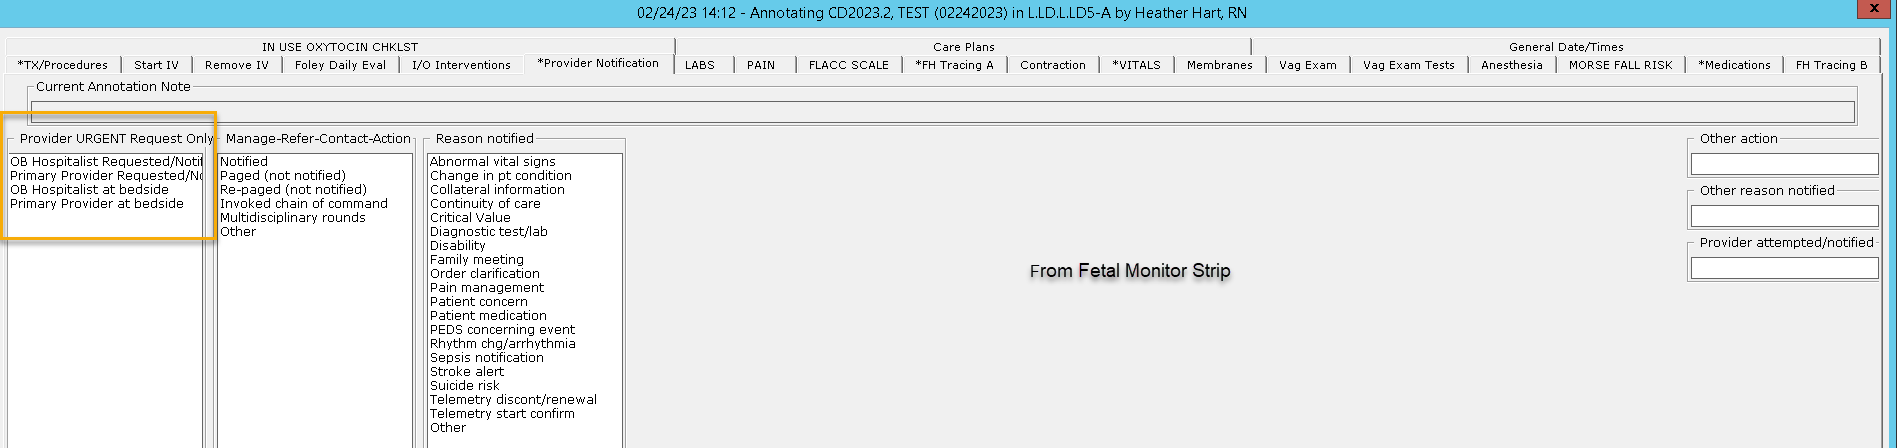 02/24/23 14:12 - Annotating CD2023.2, TEST (02242023) in L.LD.L.LD5-A by Heather Hart, RN
x
IN USE OXYTOCIN CHKLST
Care Plans
General Date/Times
*TX/Procedures
Start IV
Remove IV
Foley Daily Eval
I/O Interventions
*Provider Notification
LABS
PAIN
FLACC SCALE
*FH Tracing A
Contraction
*VITALS
Membranes
Vag Exam
Vag Exam Tests
Anesthesia
MORSE FALL RISK
*Medications
FH Tracing B
Current Annotation Note
Provider URGENT Request Only
OB Hospitalist Requested/Notif
Primary Provider Requested/No
OB Hospitalist at bedside
Primary Provider at bedside
Manage-Refer-Contact-Action
Notified
Paged (not notified)
Re-paged (not notified)
Invoked chain of command
Multidisciplinary rounds
Other
Reason notified
Abnormal vital signs
Change in pt condition
Collateral information
Continuity of care
Critical Value
Diagnostic test/lab
Disability
Family meeting
Order clarification
Pain management
Patient concern
Patient medication
PEDS concerning event
Rhythm chg/arrhythmia
Sepsis notification
Stroke alert
Suicide risk
Telemetry discont/renewal
Telemetry start confirm
Other
From Fetal Monitor Strip
Other action
Other reason notified
Provider attempted/notified